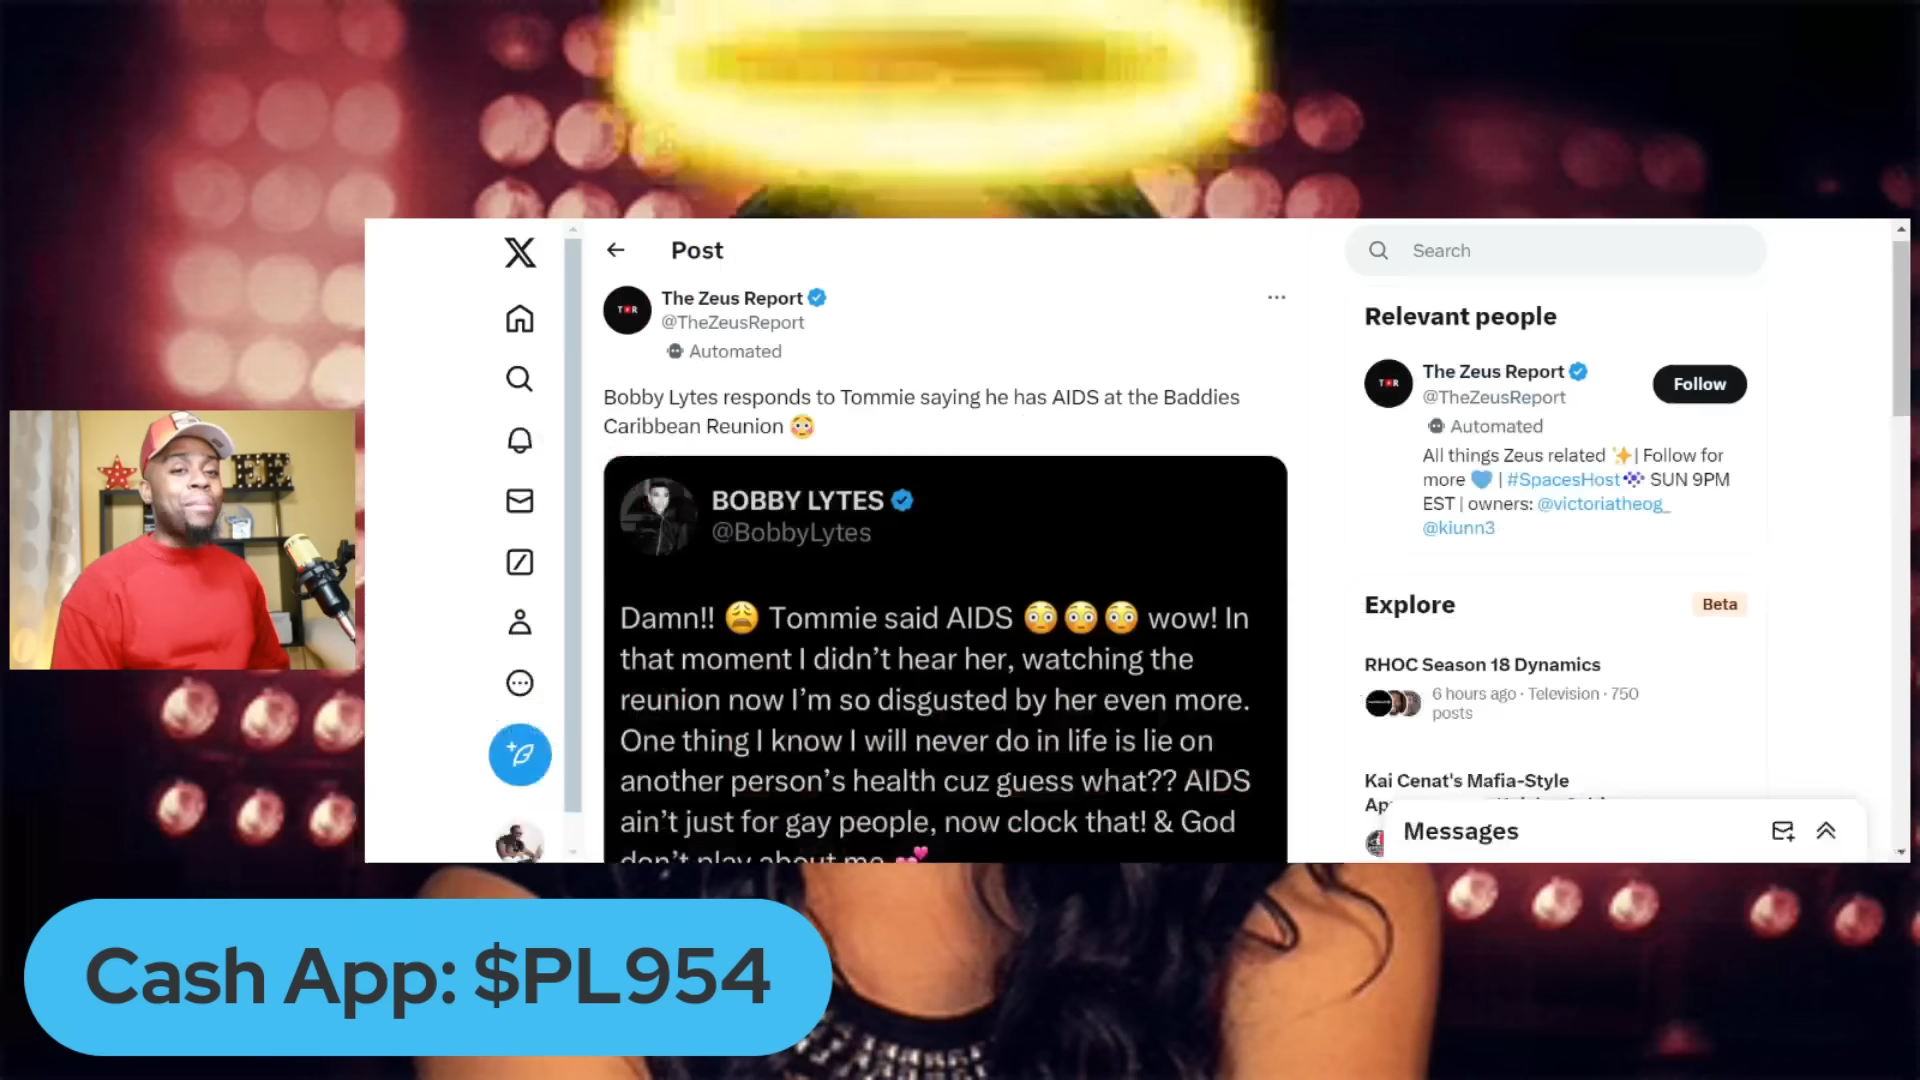 Post
Search
The Zeus Report
@TheZeusReport
Automated
Bobby Lytes responds to Tommie saying he has AIDS at the Baddies
Caribbean Reunion 😳
BOBBY LYTES
@BobbyLytes
Damn!! 😩 Tommie said AIDS 😳😳😳 wow! In
that moment I didn't hear her, watching the
reunion now I'm so disgusted by her even more.
One thing I know I will never do in life is lie on
another person's health cuz guess what?? AIDS
ain't just for gay people, now clock that! & God
don't play about me 💕
Relevant people
The Zeus Report
@TheZeusReport
Follow
Automated
All things Zeus related ✨| Follow for
more 🩵 | #SpacesHost SUN 9PM
EST | owners: @victoriatheog_
@kiunn3
Explore
Beta
RHOC Season 18 Dynamics
6 hours ago · Television · 750
posts
Kai Cenat's Mafia-Style
Messages
Cash App: $PL954